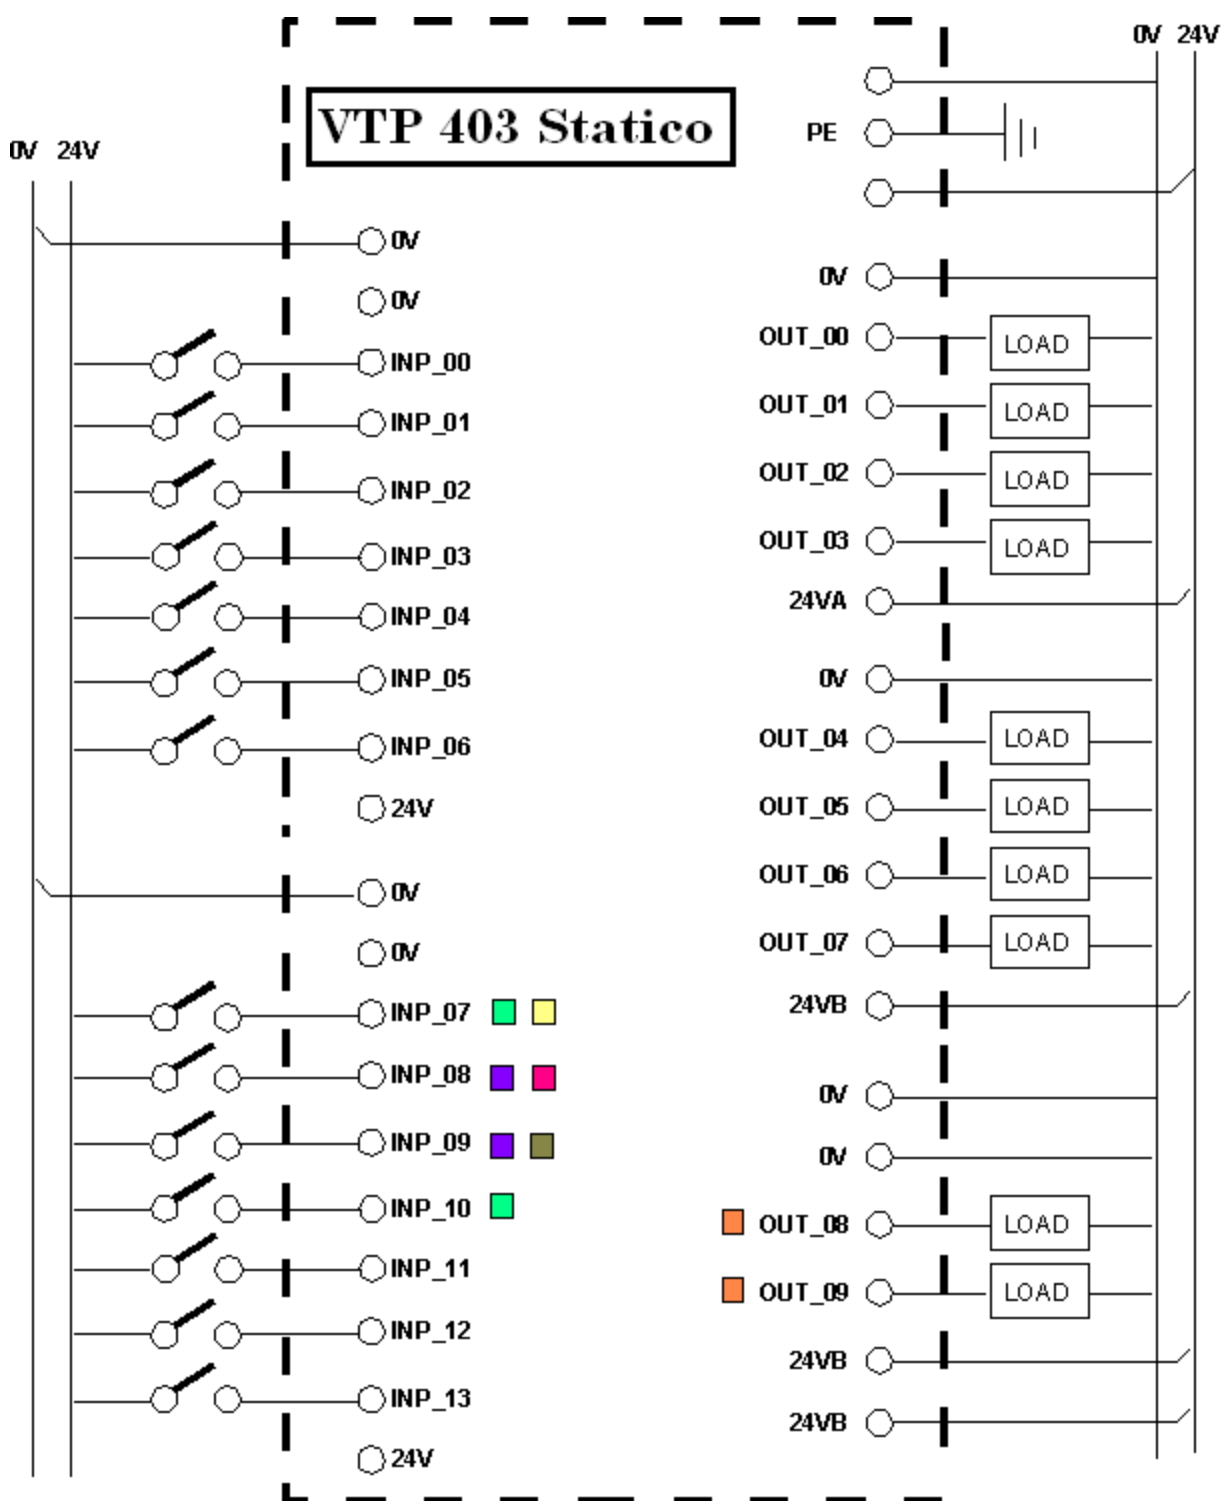 0V 24V
VTP 403 Statico
PE
0V 24V
0V
0V
INP_00
INP_01
INP_02
INP_03
INP_04
INP_05
INP_06
24V
0V
0V
INP_07
INP_08
INP_09
INP_10
INP_11
INP_12
INP_13
24V
0V
OUT_00 LOAD
OUT_01 LOAD
OUT_02 LOAD
OUT_03 LOAD
24VA
0V
OUT_04 LOAD
OUT_05 LOAD
OUT_06 LOAD
OUT_07 LOAD
24VB
0V
0V
OUT_08 LOAD
OUT_09 LOAD
24VB
24VB